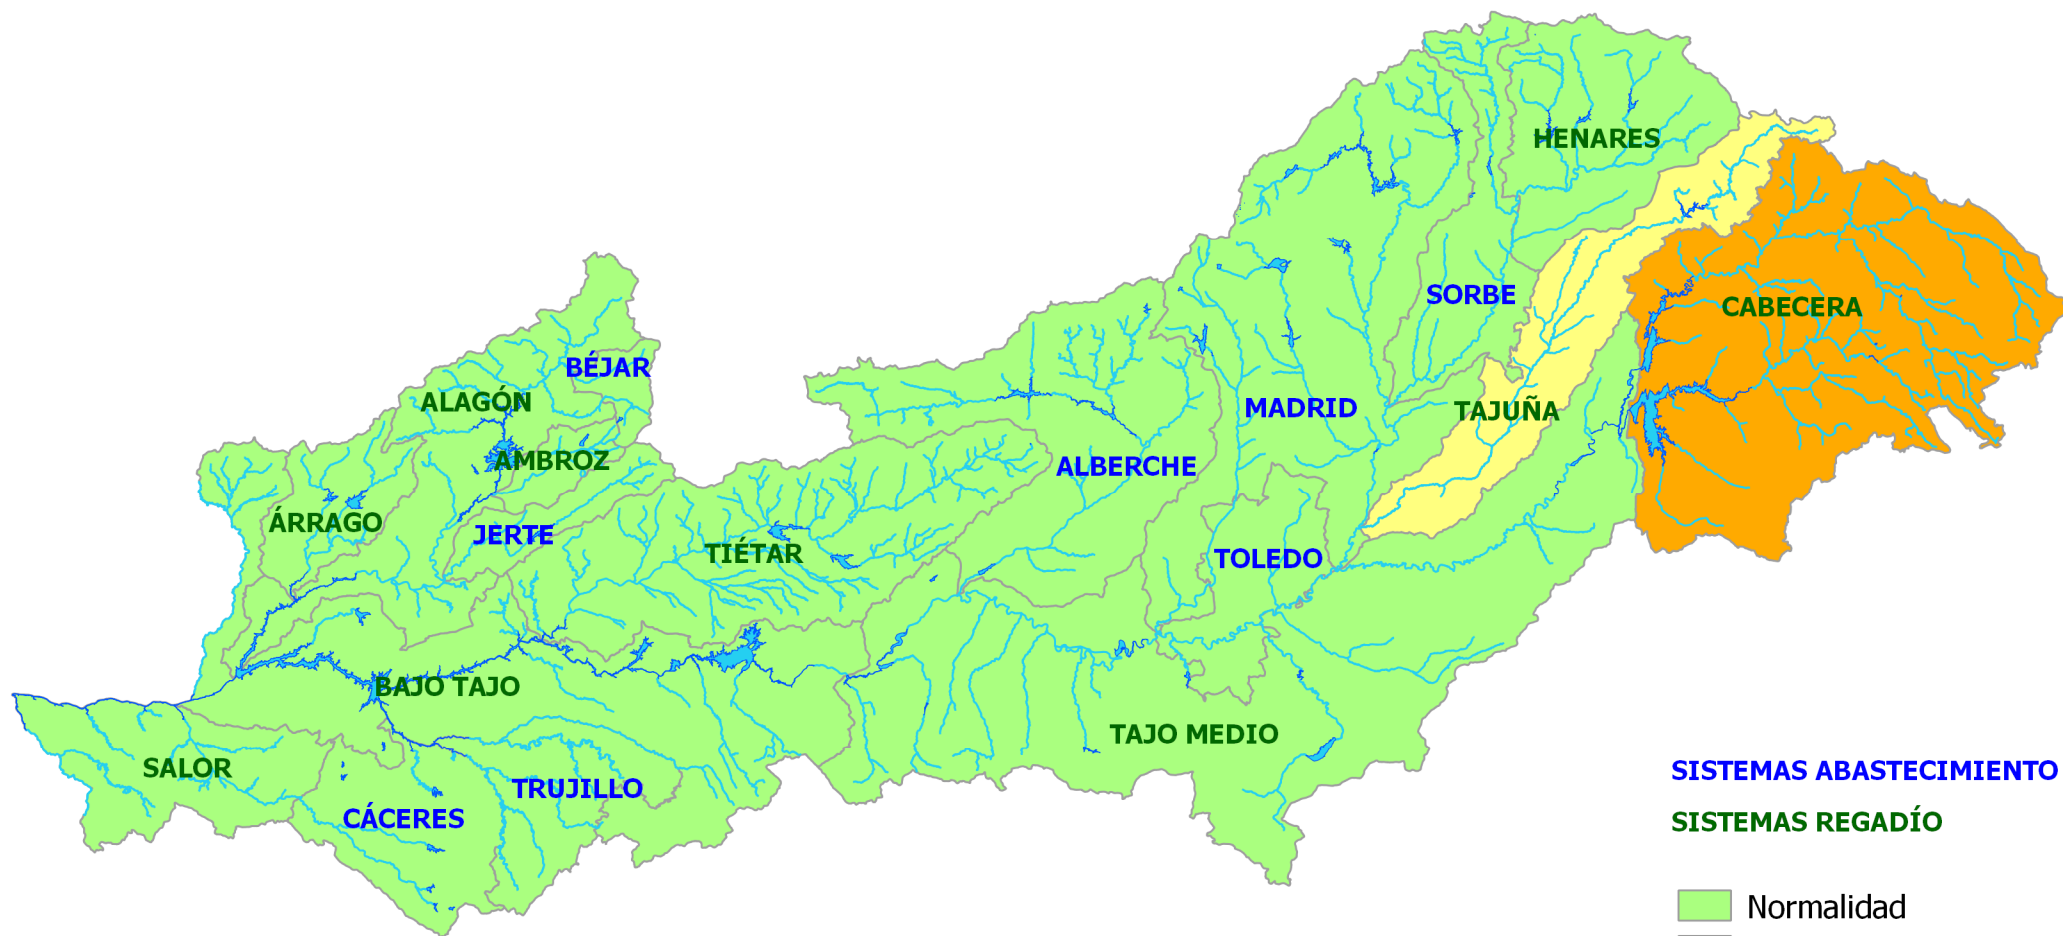 HENARES
SORBE
CABECERA
BÉJAR
ALAGÓN
MADRID
TAJUÑA
AMBROZ
ALBERCHE
ÁRRAGO
JERTE
TIÉTAR
TOLEDO
BAJO TAJO
TAJO MEDIO
SALOR
TRUJILLO
CÁCERES
SISTEMAS ABASTECIMIENTO
SISTEMAS REGADÍO
Normalidad